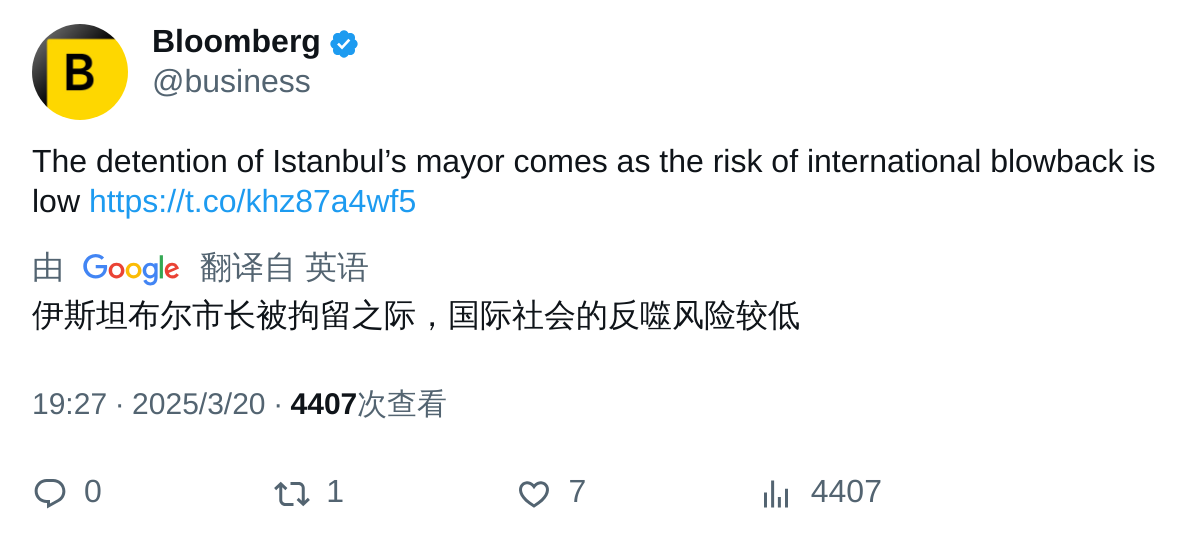 B
Bloomberg
@business
The detention of Istanbul’s mayor comes as the risk of international blowback is
low https://t.co/khz87a4wf5
由 Google 翻译自 英语
伊斯坦布尔市长被拘留之际，国际社会的反噬风险较低
19:27 · 2025/3/20 · 4407次查看
0 1 7 4407